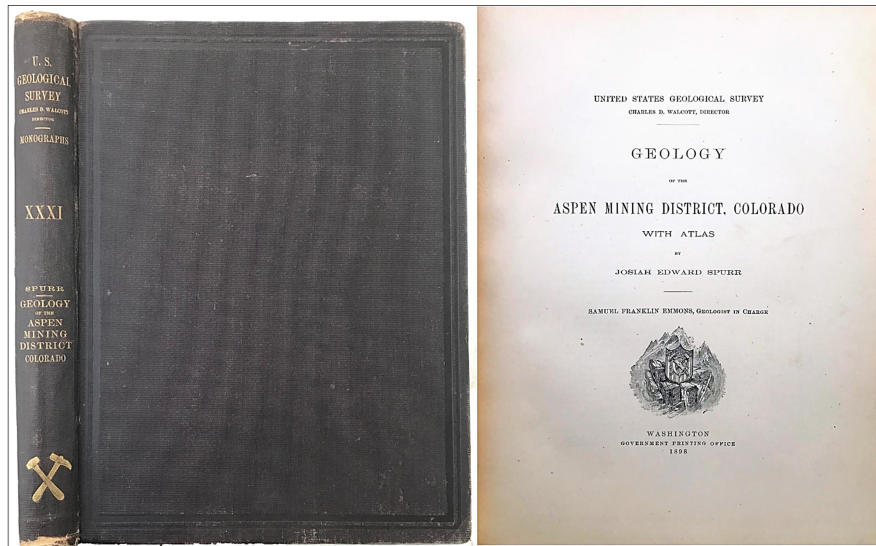 U. S.
GEOLOGICAL
SURVEY
CHARLES D. WALCOTT
DIRECTOR
MONOGRAPHS
XXXI
SPURR
GEOLOGY
OF THE
ASPEN
MINING
DISTRICT
COLORADO
UNITED STATES GEOLOGICAL SURVEY
CHARLES D. WALCOTT, DIRECTOR
GEOLOGY
OF THE
ASPEN MINING DISTRICT, COLORADO
WITH ATLAS
BY
JOSIAH EDWARD SPURR
SAMUEL FRANKLIN EMMONS, GEOLOGIST IN CHARGE
WASHINGTON
GOVERNMENT PRINTING OFFICE
1898